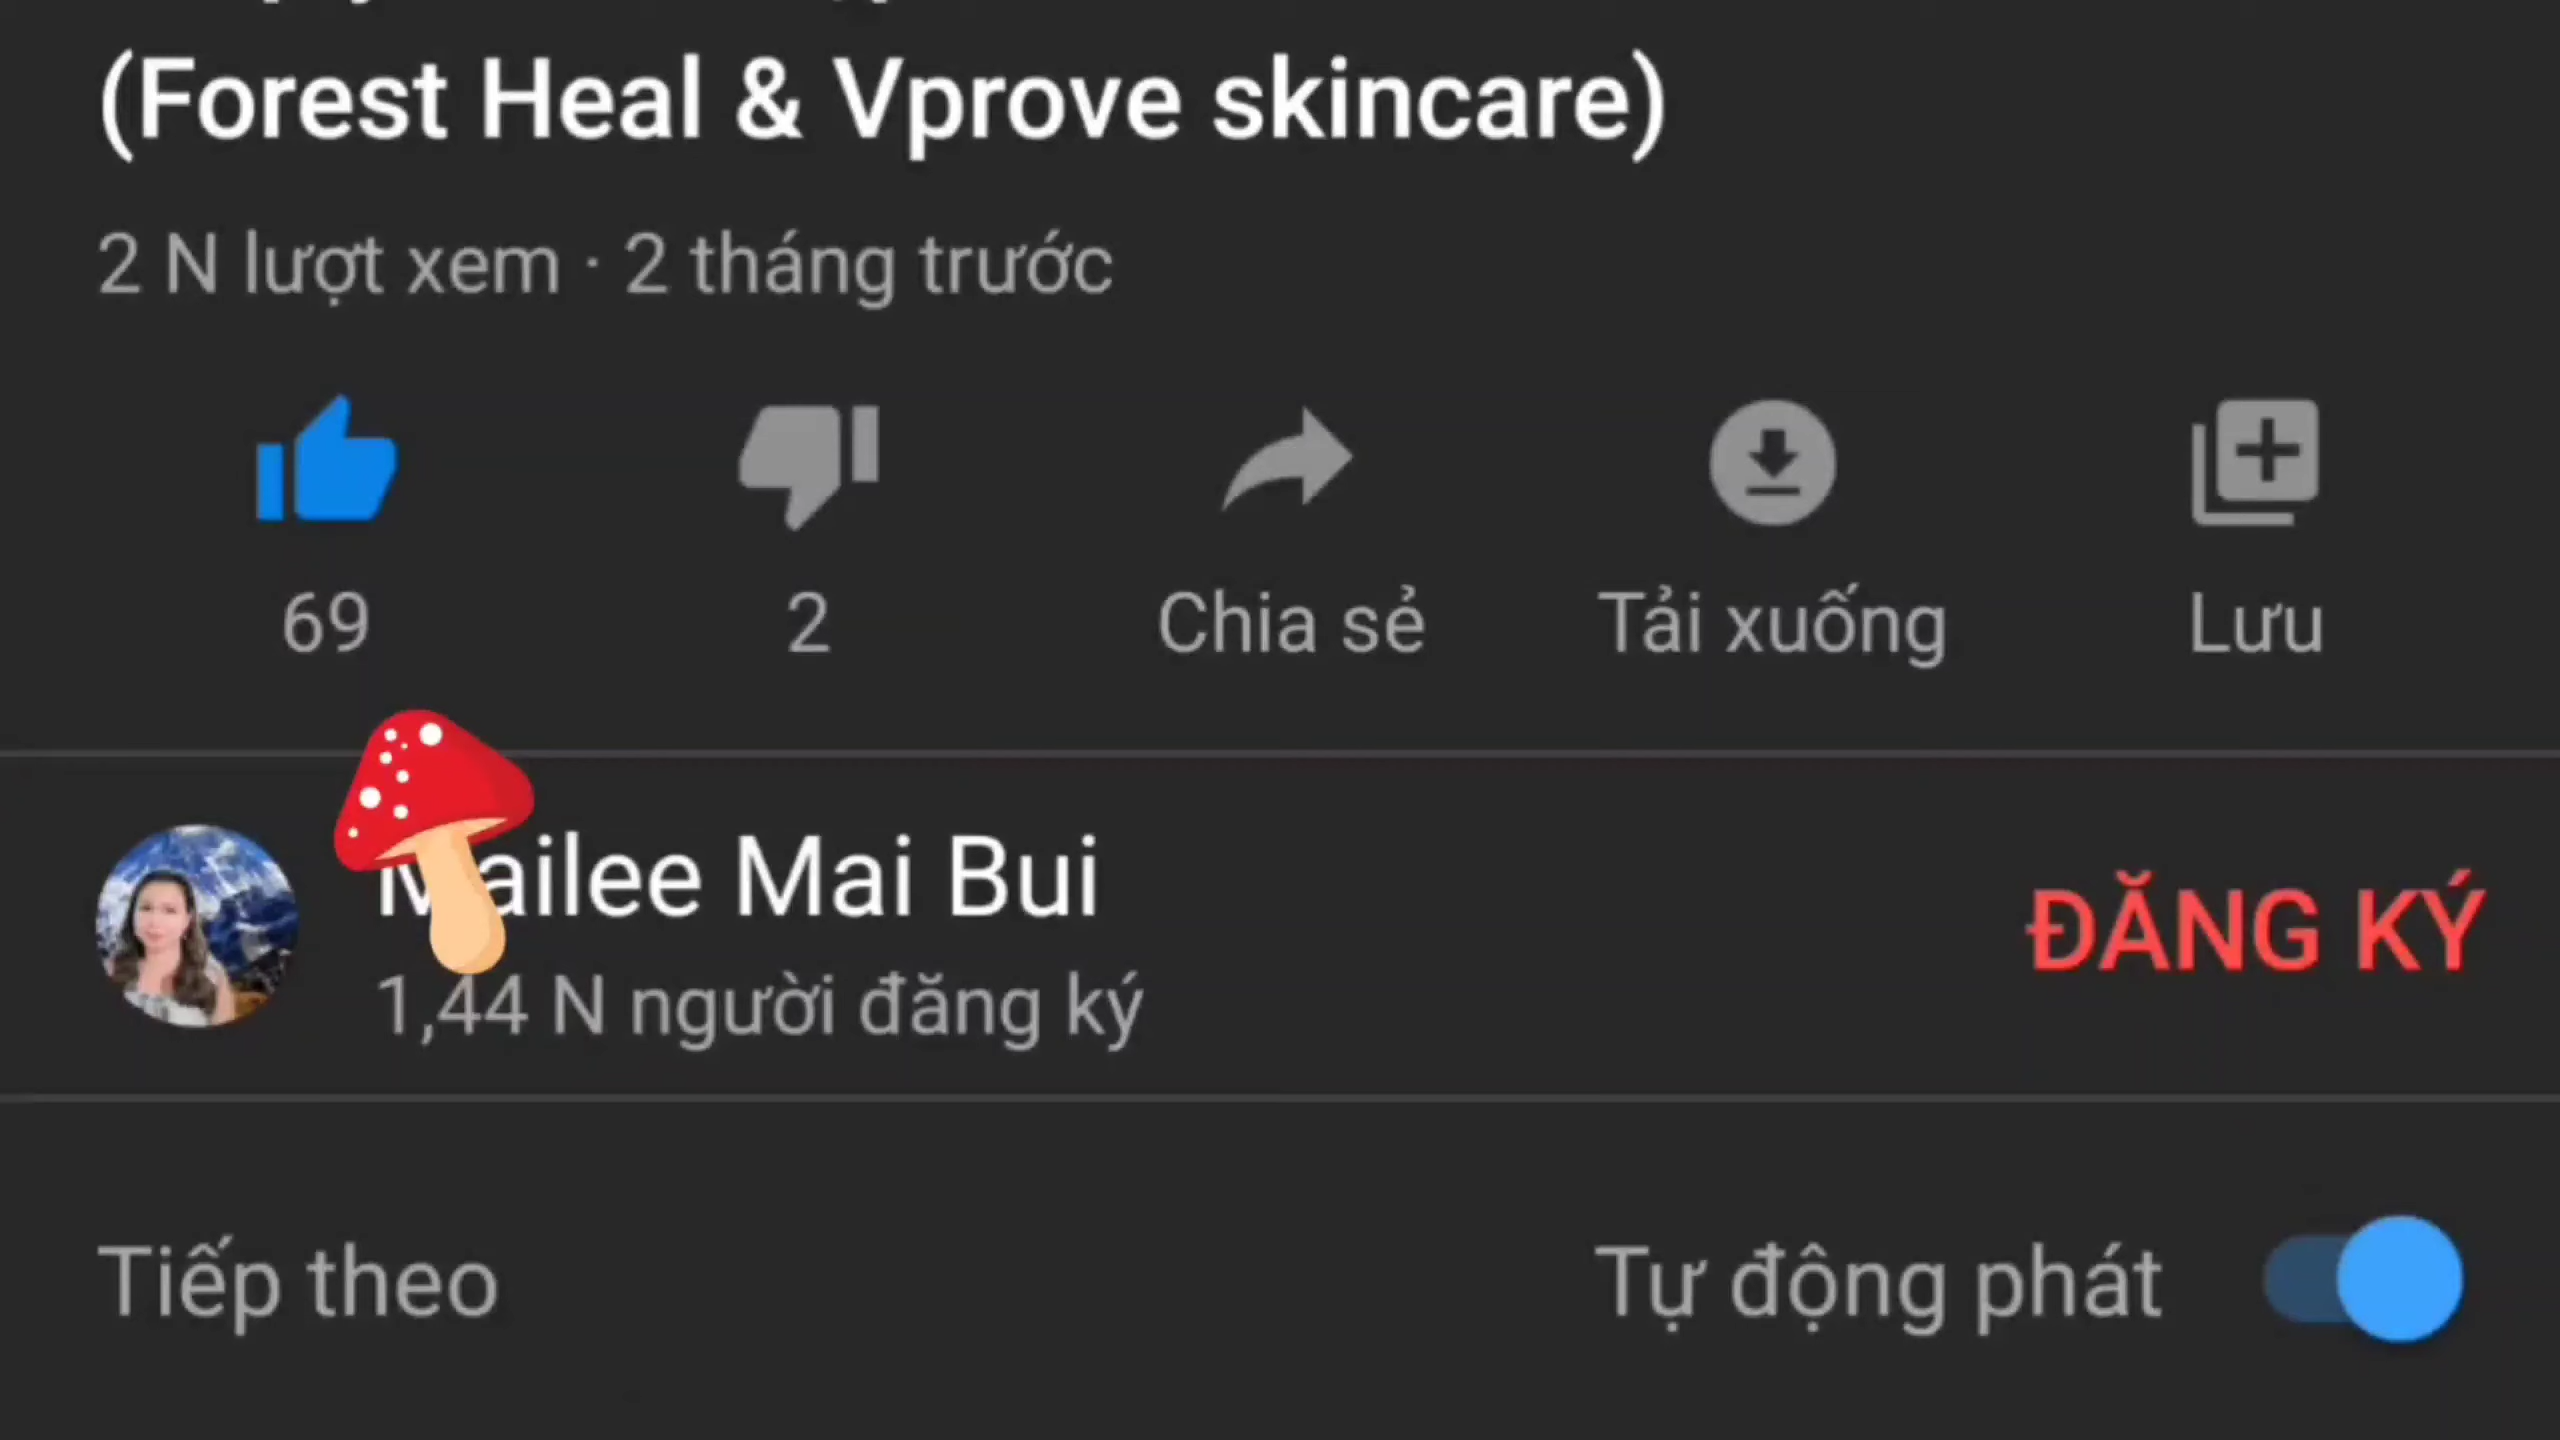 (Forest Heal & Vprove skincare)
2 N lượt xem · 2 tháng trước
69
2
Chia sẻ
Tải xuống
Lưu
Mailee Mai Bui
ĐĂNG KÝ
1,44 N người đăng ký
Tiếp theo
Tự động phát